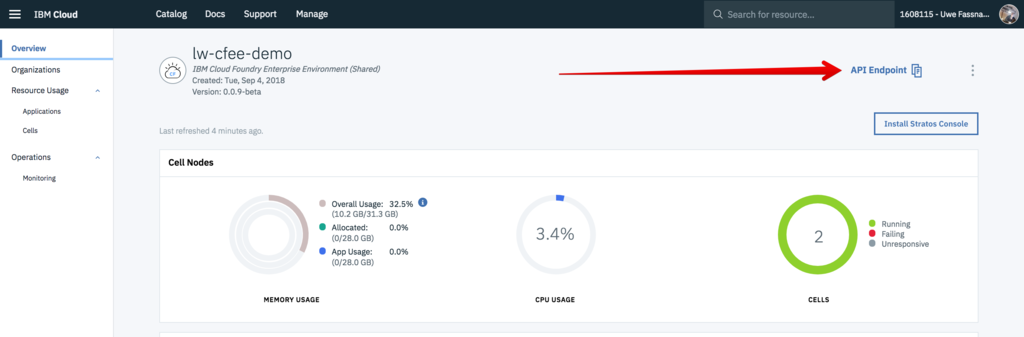 IBM Cloud
Catalog
Docs
Support
Manage
Search for resource...
1608115 - Uwe Fassna...
Overview
Organizations
Resource Usage
Applications
Cells
Operations
Monitoring
CF
lw-cfee-demo
IBM Cloud Foundry Enterprise Environment (Shared)
Created: Tue, Sep 4, 2018
Version: 0.0.9-beta
API Endpoint
Last refreshed 4 minutes ago.
Install Stratos Console
Cell Nodes
Overall Usage: 32.5%
(10.2 GB/31.3 GB)
Allocated: 0.0%
(0/28.0 GB)
App Usage: 0.0%
(0/28.0 GB)
MEMORY USAGE
3.4%
CPU USAGE
2
Running
Failing
Unresponsive
CELLS